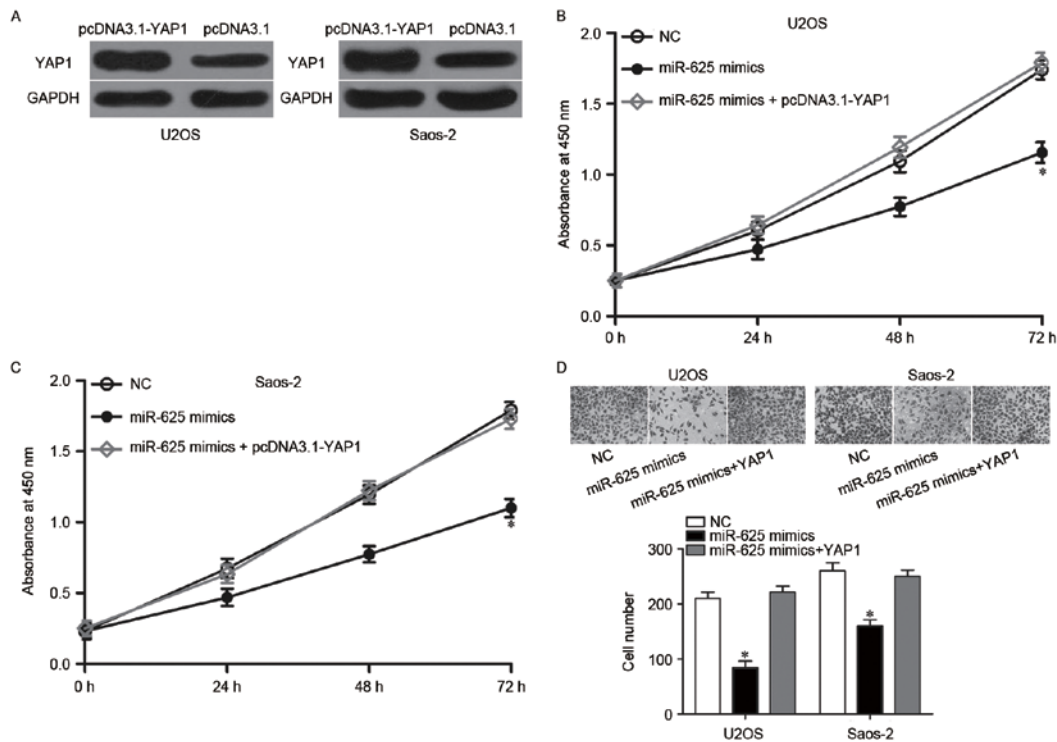 A
pcDNA3.1-YAP1 pcDNA3.1
YAP1
GAPDH
U2OS
pcDNA3.1-YAP1 pcDNA3.1
YAP1
GAPDH
Saos-2
B
U2OS
NC
miR-625 mimics
miR-625 mimics + pcDNA3.1-YAP1
Absorbance at 450 nm
2.0
1.5
1.0
0.5
0.0
0 h 24 h 48 h 72 h
*
C
Saos-2
NC
miR-625 mimics
miR-625 mimics + pcDNA3.1-YAP1
Absorbance at 450 nm
2.0
1.5
1.0
0.5
0.0
0 h 24 h 48 h 72 h
*
D
U2OS
Saos-2
NC
miR-625 mimics
miR-625 mimics+YAP1
NC
miR-625 mimics
miR-625 mimics+YAP1
NC
miR-625 mimics
miR-625 mimics+YAP1
Cell number
300
200
100
0
*
*
U2OS Saos-2